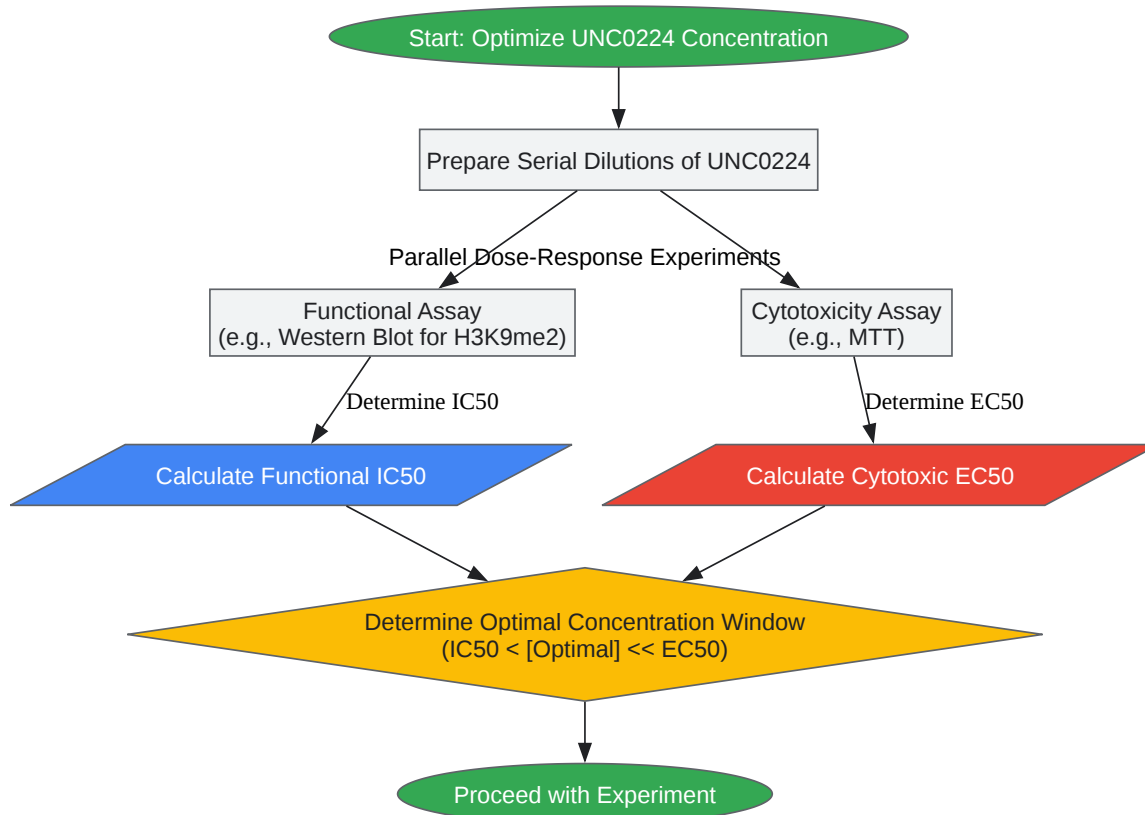 Start: Optimize UNC0224 Concentration
Prepare Serial Dilutions of UNC0224
Parallel Dose-Response Experiments
Functional Assay
(e.g., Western Blot for H3K9me2)
Cytotoxicity Assay
(e.g., MTT)
Determine IC50
Determine EC50
Calculate Functional IC50
Calculate Cytotoxic EC50
Determine Optimal Concentration Window
(IC50 < [Optimal] << EC50)
Proceed with Experiment